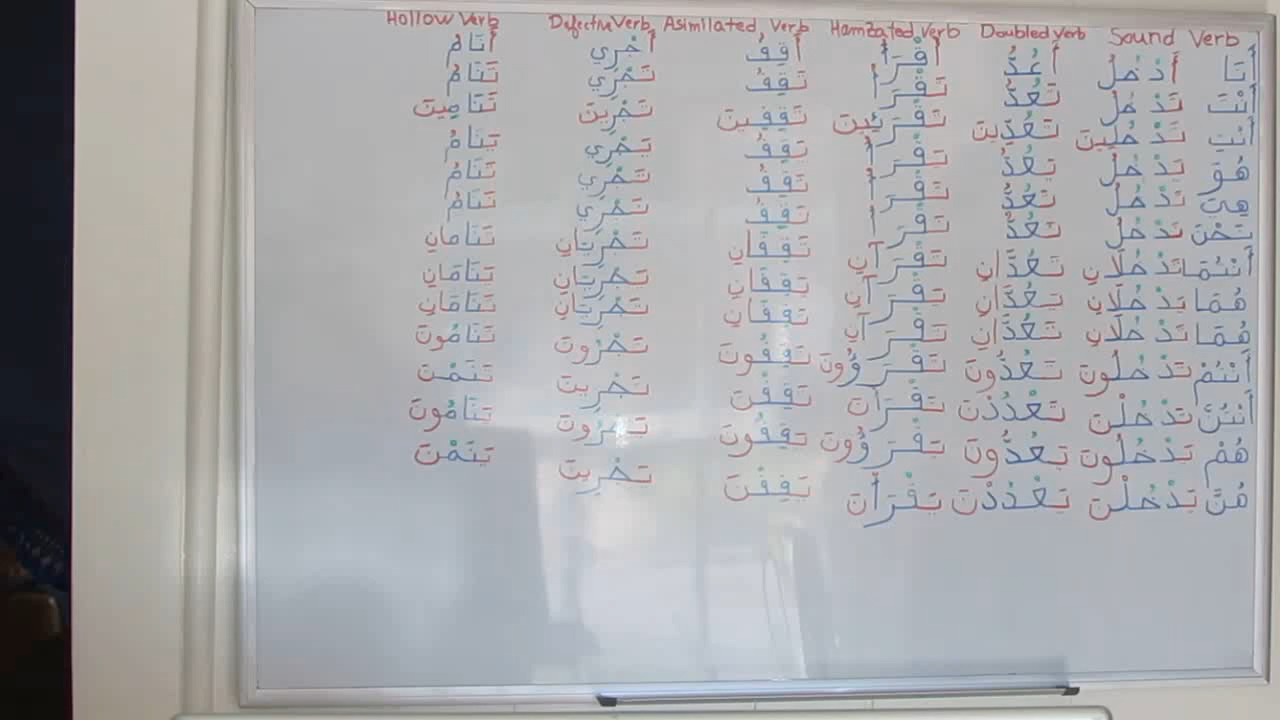 Hollow Verb Defective Verb Asimilated Verb Hamzated Verb Doubled Verb Sound Verb
أَنَا أَدْخُلُ أَعُدُّ أَقْرَأُ أَقِفُ أَجْرِي أَنَامُ
أَنْتَ تَدْخُلُ تَعُدُّ تَقْرَأُ تَقِفُ تَجْرِي تَنَامُ
أَنْتِ تَدْخُلِينَ تَعُدِّينَ تَقْرَئِينَ تَقِفِينَ تَجْرِينَ تَنَامِينَ
هُوَ يَدْخُلُ يَعُدُّ يَقْرَأُ يَقِفُ يَجْرِي يَنَامُ
هِيَ تَدْخُلُ تَعُدُّ تَقْرَأُ تَقِفُ تَجْرِي تَنَامُ
نَحْنُ نَدْخُلُ نَعُدُّ نَقْرَأُ نَقِفُ نَجْرِي نَنَامُ
أَنْتُمَا تَدْخُلَانِ تَعُدَّانِ تَقْرَآنِ تَقِفَانِ تَجْرِيَانِ تَنَامَانِ
هُمَا يَدْخُلَانِ يَعُدَّانِ يَقْرَآنِ يَقِفَانِ يَجْرِيَانِ يَنَامَانِ
هُمَا تَدْخُلَانِ تَعُدَّانِ تَقْرَآنِ تَقِفَانِ تَجْرِيَانِ تَنَامَانِ
أَنْتُمْ تَدْخُلُونَ تَعُدُّونَ تَقْرَؤُونَ تَقِفُونَ تَجْرُونَ تَنَامُونَ
أَنْتُنَّ تَدْخُلْنَ تَعْدُدْنَ تَقْرَأْنَ تَقِفْنَ تَجْرِينَ تَنَمْنَ
هُمْ يَدْخُلُونَ يَعُدُّونَ يَقْرَؤُونَ يَقِفُونَ يَجْرُونَ يَنَامُونَ
هُنَّ يَدْخُلْنَ يَعْدُدْنَ يَقْرَأْنَ يَقِفْنَ يَجْرِينَ يَنَمْنَ